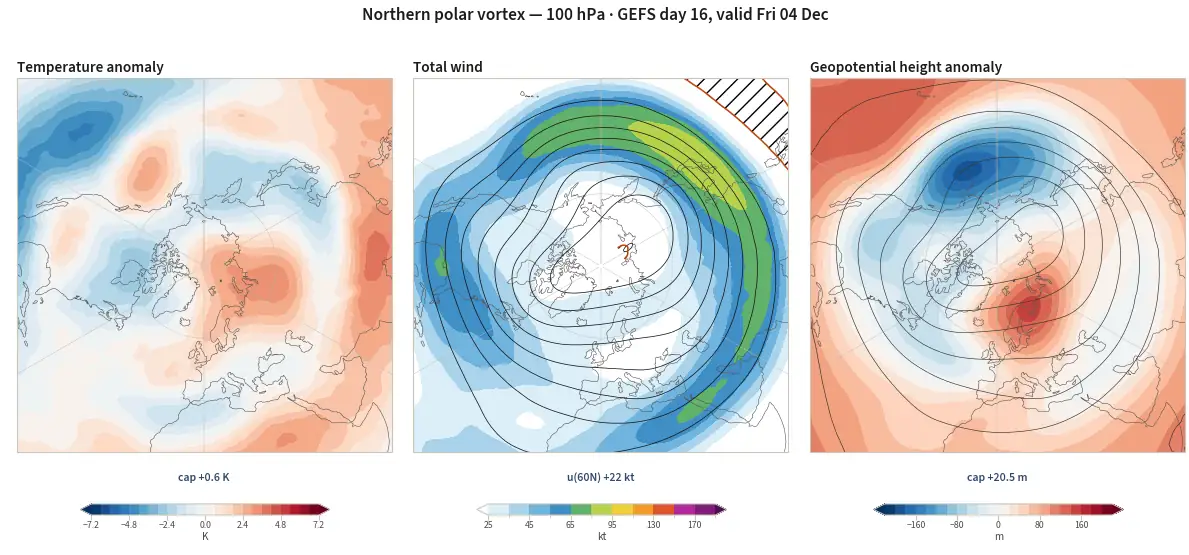 Northern polar vortex — 100 hPa · GEFS day 16, valid Fri 04 Dec
Temperature anomaly
Total wind
Geopotential height anomaly
cap +0.6 K
u(60N) +22 kt
cap +20.5 m
−7.2 −4.8 −2.4 0.0 2.4 4.8 7.2
K
25 45 65 95 130 170
kt
−160 −80 0 80 160
m